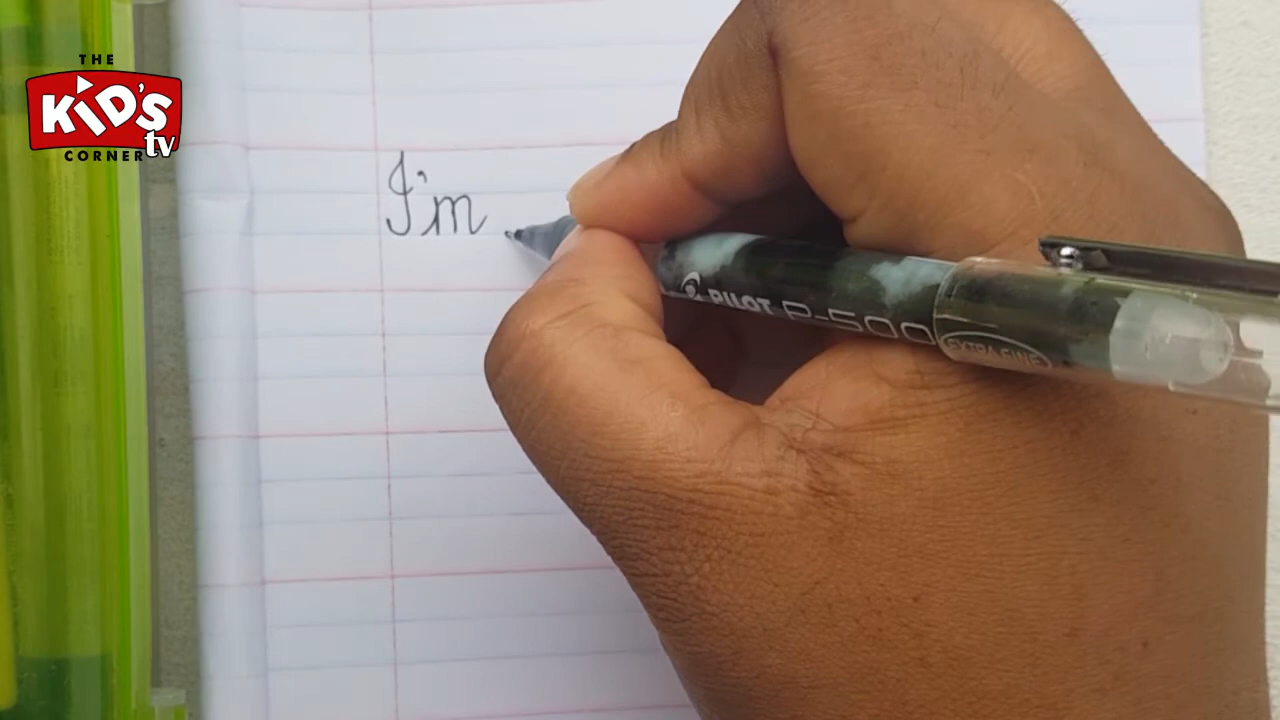 THE
KiD'S
tv
CORNER
I'm
PILOT P-500
EXTRA FINE